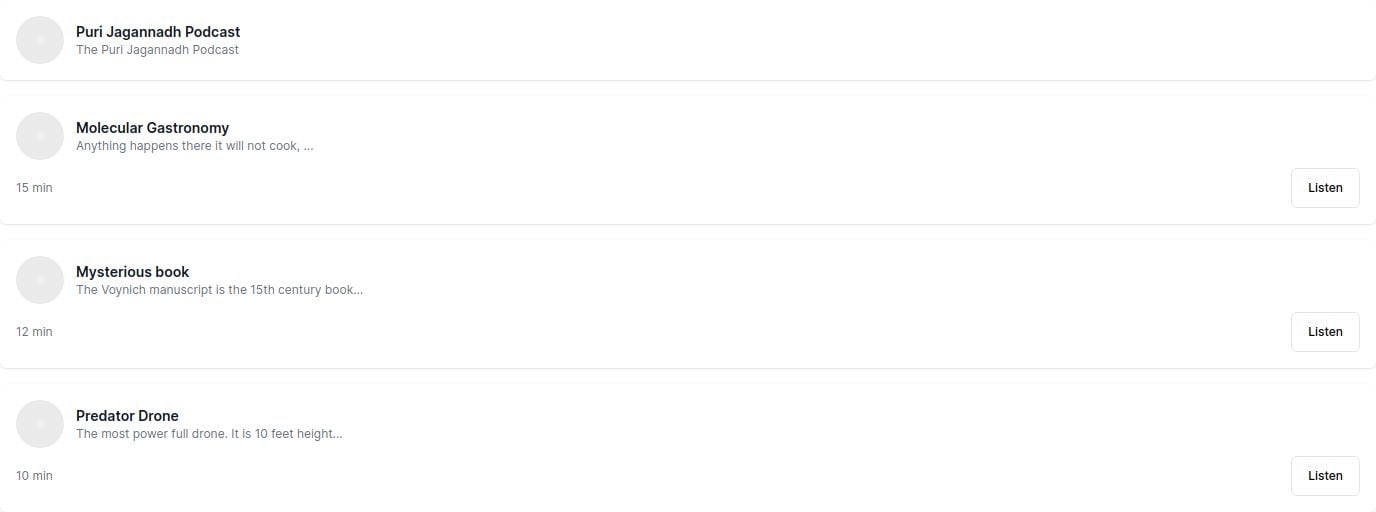 Puri Jagannadh Podcast
The Puri Jagannadh Podcast
Molecular Gastronomy
Anything happens there it will not cook, ...
15 min
Listen
Mysterious book
The Voynich manuscript is the 15th century book...
12 min
Listen
Predator Drone
The most power full drone. It is 10 feet height...
10 min
Listen